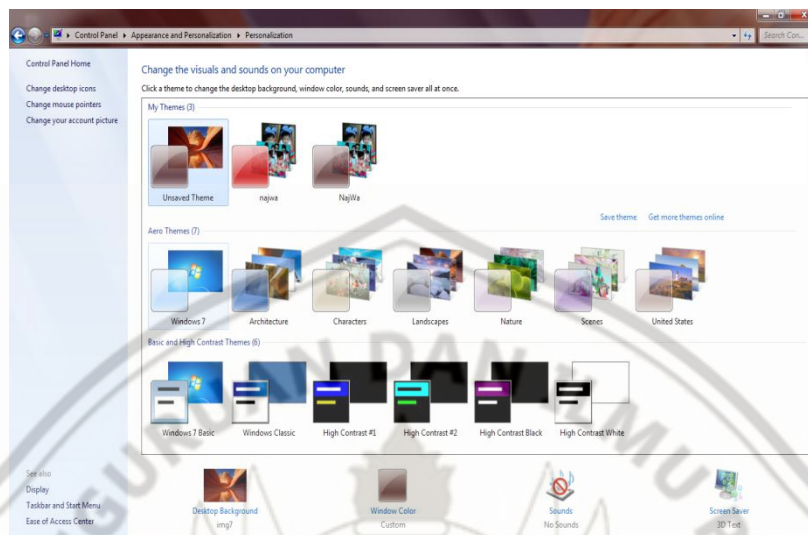 Control Panel ▸ Appearance and Personalization ▸ Personalization
Search Con...
Control Panel Home
Change desktop icons
Change mouse pointers
Change your account picture
Change the visuals and sounds on your computer
Click a theme to change the desktop background, window color, sounds, and screen saver all at once.
My Themes (3)
Unsaved Theme najwa NajWa
Save theme Get more themes online
Aero Themes (7)
Windows 7 Architecture Characters Landscapes Nature Scenes United States
Basic and High Contrast Themes (6)
Windows 7 Basic Windows Classic High Contrast #1 High Contrast #2 High Contrast Black High Contrast White
See also
Display
Taskbar and Start Menu
Ease of Access Center
Desktop Background Window Color Sounds Screen Saver
img7 Custom No Sounds 3D Text